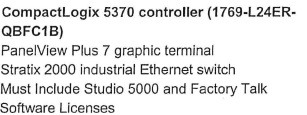 CompactLogix 5370 controller (1769-L24ER-
QBFC1B)
PanelView Plus 7 graphic terminal
Stratix 2000 industrial Ethernet switch
Must Include Studio 5000 and Factory Talk
Software Licenses